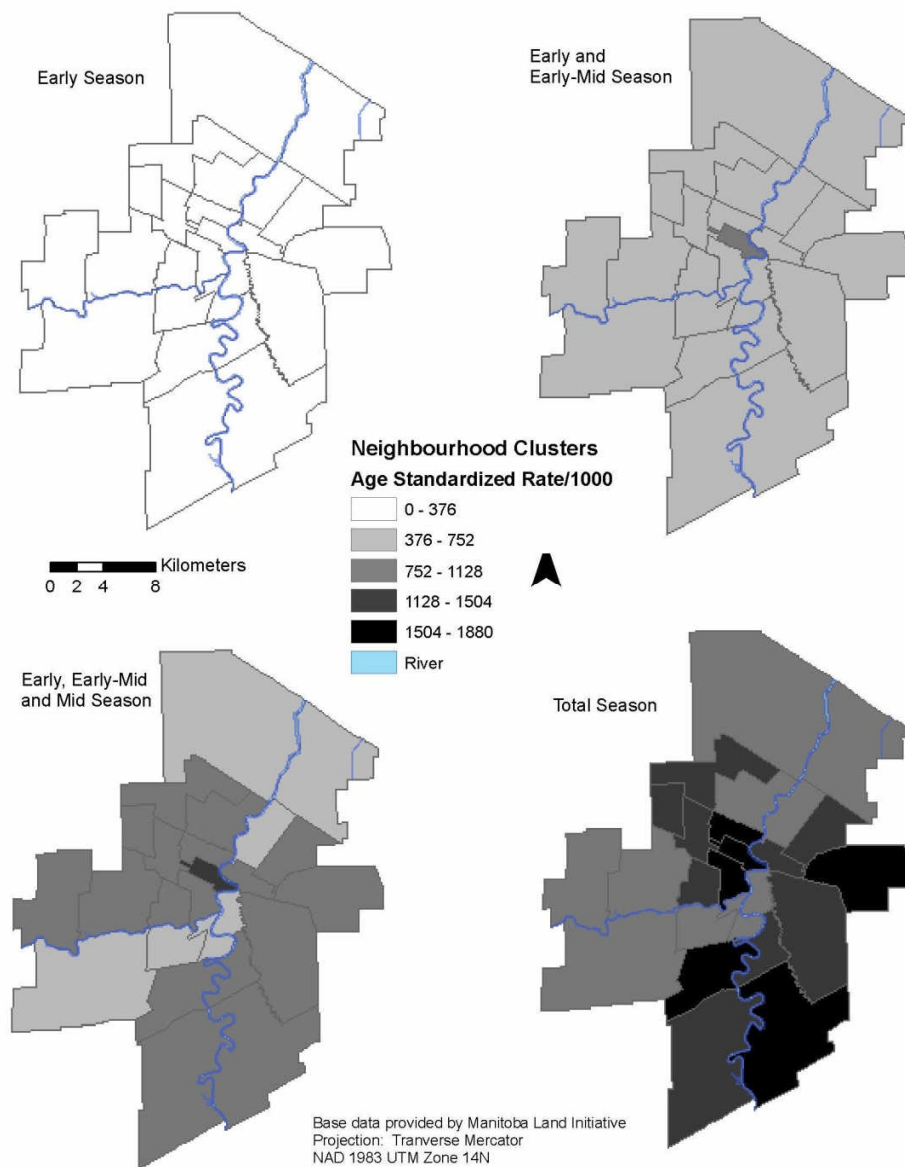 Early Season
Early and
Early-Mid Season
Neighbourhood Clusters
Age Standardized Rate/1000
0 - 376
376 - 752
752 - 1128
1128 - 1504
1504 - 1880
River
Kilometers
0 2 4 8
Early, Early-Mid
and Mid Season
Total Season
Base data provided by Manitoba Land Initiative
Projection: Tranverse Mercator
NAD 1983 UTM Zone 14N